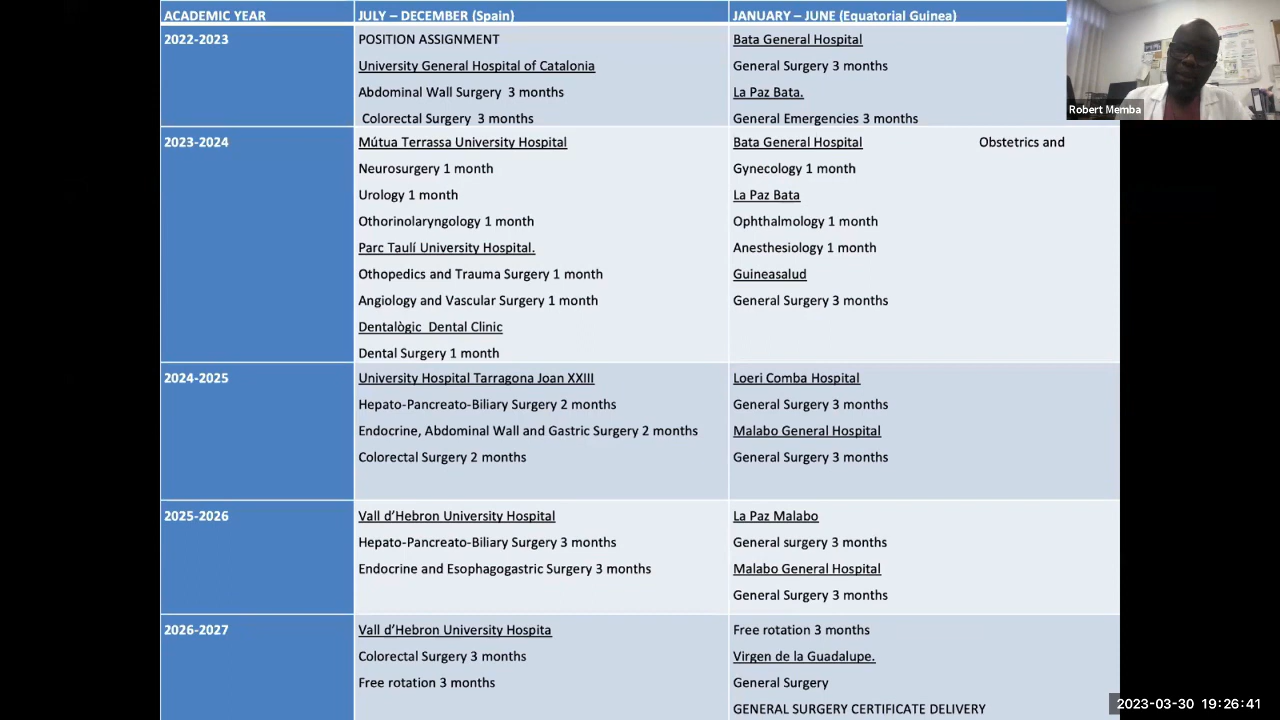 ACADEMIC YEAR
JULY – DECEMBER (Spain)
JANUARY – JUNE (Equatorial Guinea)
2022-2023
POSITION ASSIGNMENT
University General Hospital of Catalonia
Abdominal Wall Surgery 3 months
Cobrectal Surgery 3 months
Bata General Hospital
General Surgery 3 months
La Paz Bata.
General Emergencies 3 months
2023-2024
Mútua Terrassa University Hospital
Neurosurgery 1 month
Urology 1 month
Othorinolaryngology 1 month
Parc Taulí University Hospital.
Othopedics and Trauma Surgery 1 month
Angiology and Vascular Surgery 1 month
Dentalògic Dental Clinic
Dental Surgery 1 month
Bata General Hospital Obstetrics and
Gynecology 1 month
La Paz Bata
Ophthalmology 1 month
Anesthesiology 1 month
Guineasalud
General Surgery 3 months
2024-2025
University Hospital Tarragona Joan XXIII
Hepato-Pancreato-Biliary Surgery 2 months
Endocrine, Abdominal Wall and Gastric Surgery 2 months
Colorectal Surgery 2 months
Loeri Comba Hospital
General Surgery 3 months
Malabo General Hospital
General Surgery 3 months
2025-2026
Vall d’Hebron University Hospital
Hepato-Pancreato-Biliary Surgery 3 months
Endocrine and Esophagogastric Surgery 3 months
La Paz Malabo
General surgery 3 months
Malabo General Hospital
General Surgery 3 months
2026-2027
Vall d’Hebron University Hospita
Colorectal Surgery 3 months
Free rotation 3 months
Free rotation 3 months
Virgen de la Guadalupe.
General Surgery
GENERAL SURGERY CERTIFICATE DELIVERY
Robert Memba
2023-03-30 19:26:41